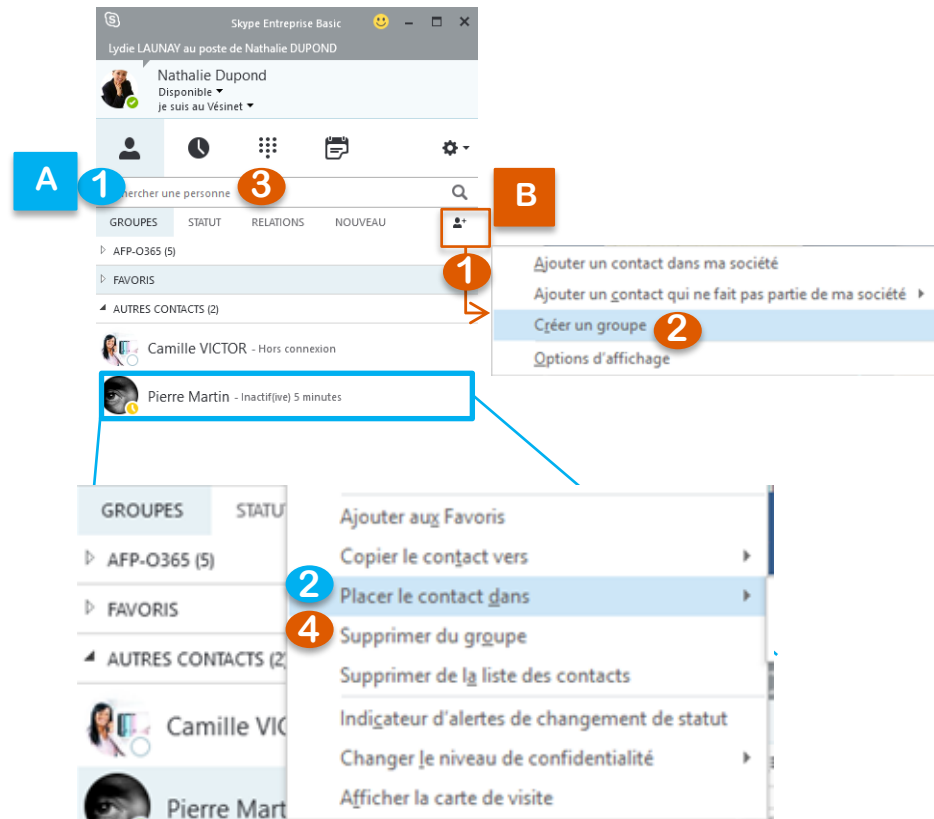 Skype Entreprise Basic
Lydie LAUNAY au poste de Nathalie DUPOND
Nathalie Dupond
Disponible
je suis au Vésinet
A
1
hercher une personne
3
B
GROUPES STATUT RELATIONS NOUVEAU
AFP-O365 (5)
FAVORIS
1
AUTRES CONTACTS (2)
Camille VICTOR - Hors connexion
Pierre Martin - Inactif(ive) 5 minutes
Ajouter un contact dans ma société
Ajouter un contact qui ne fait pas partie de ma société
Créer un groupe
2
Options d'affichage
GROUPES STATU
AFP-O365 (5)
FAVORIS
AUTRES CONTACTS (2
Camille VIC
Pierre Mart
Ajouter aux Favoris
Copier le contact vers
2 Placer le contact dans
4 Supprimer du groupe
Supprimer de la liste des contacts
Indicateur d'alertes de changement de statut
Changer le niveau de confidentialité
Afficher la carte de visite